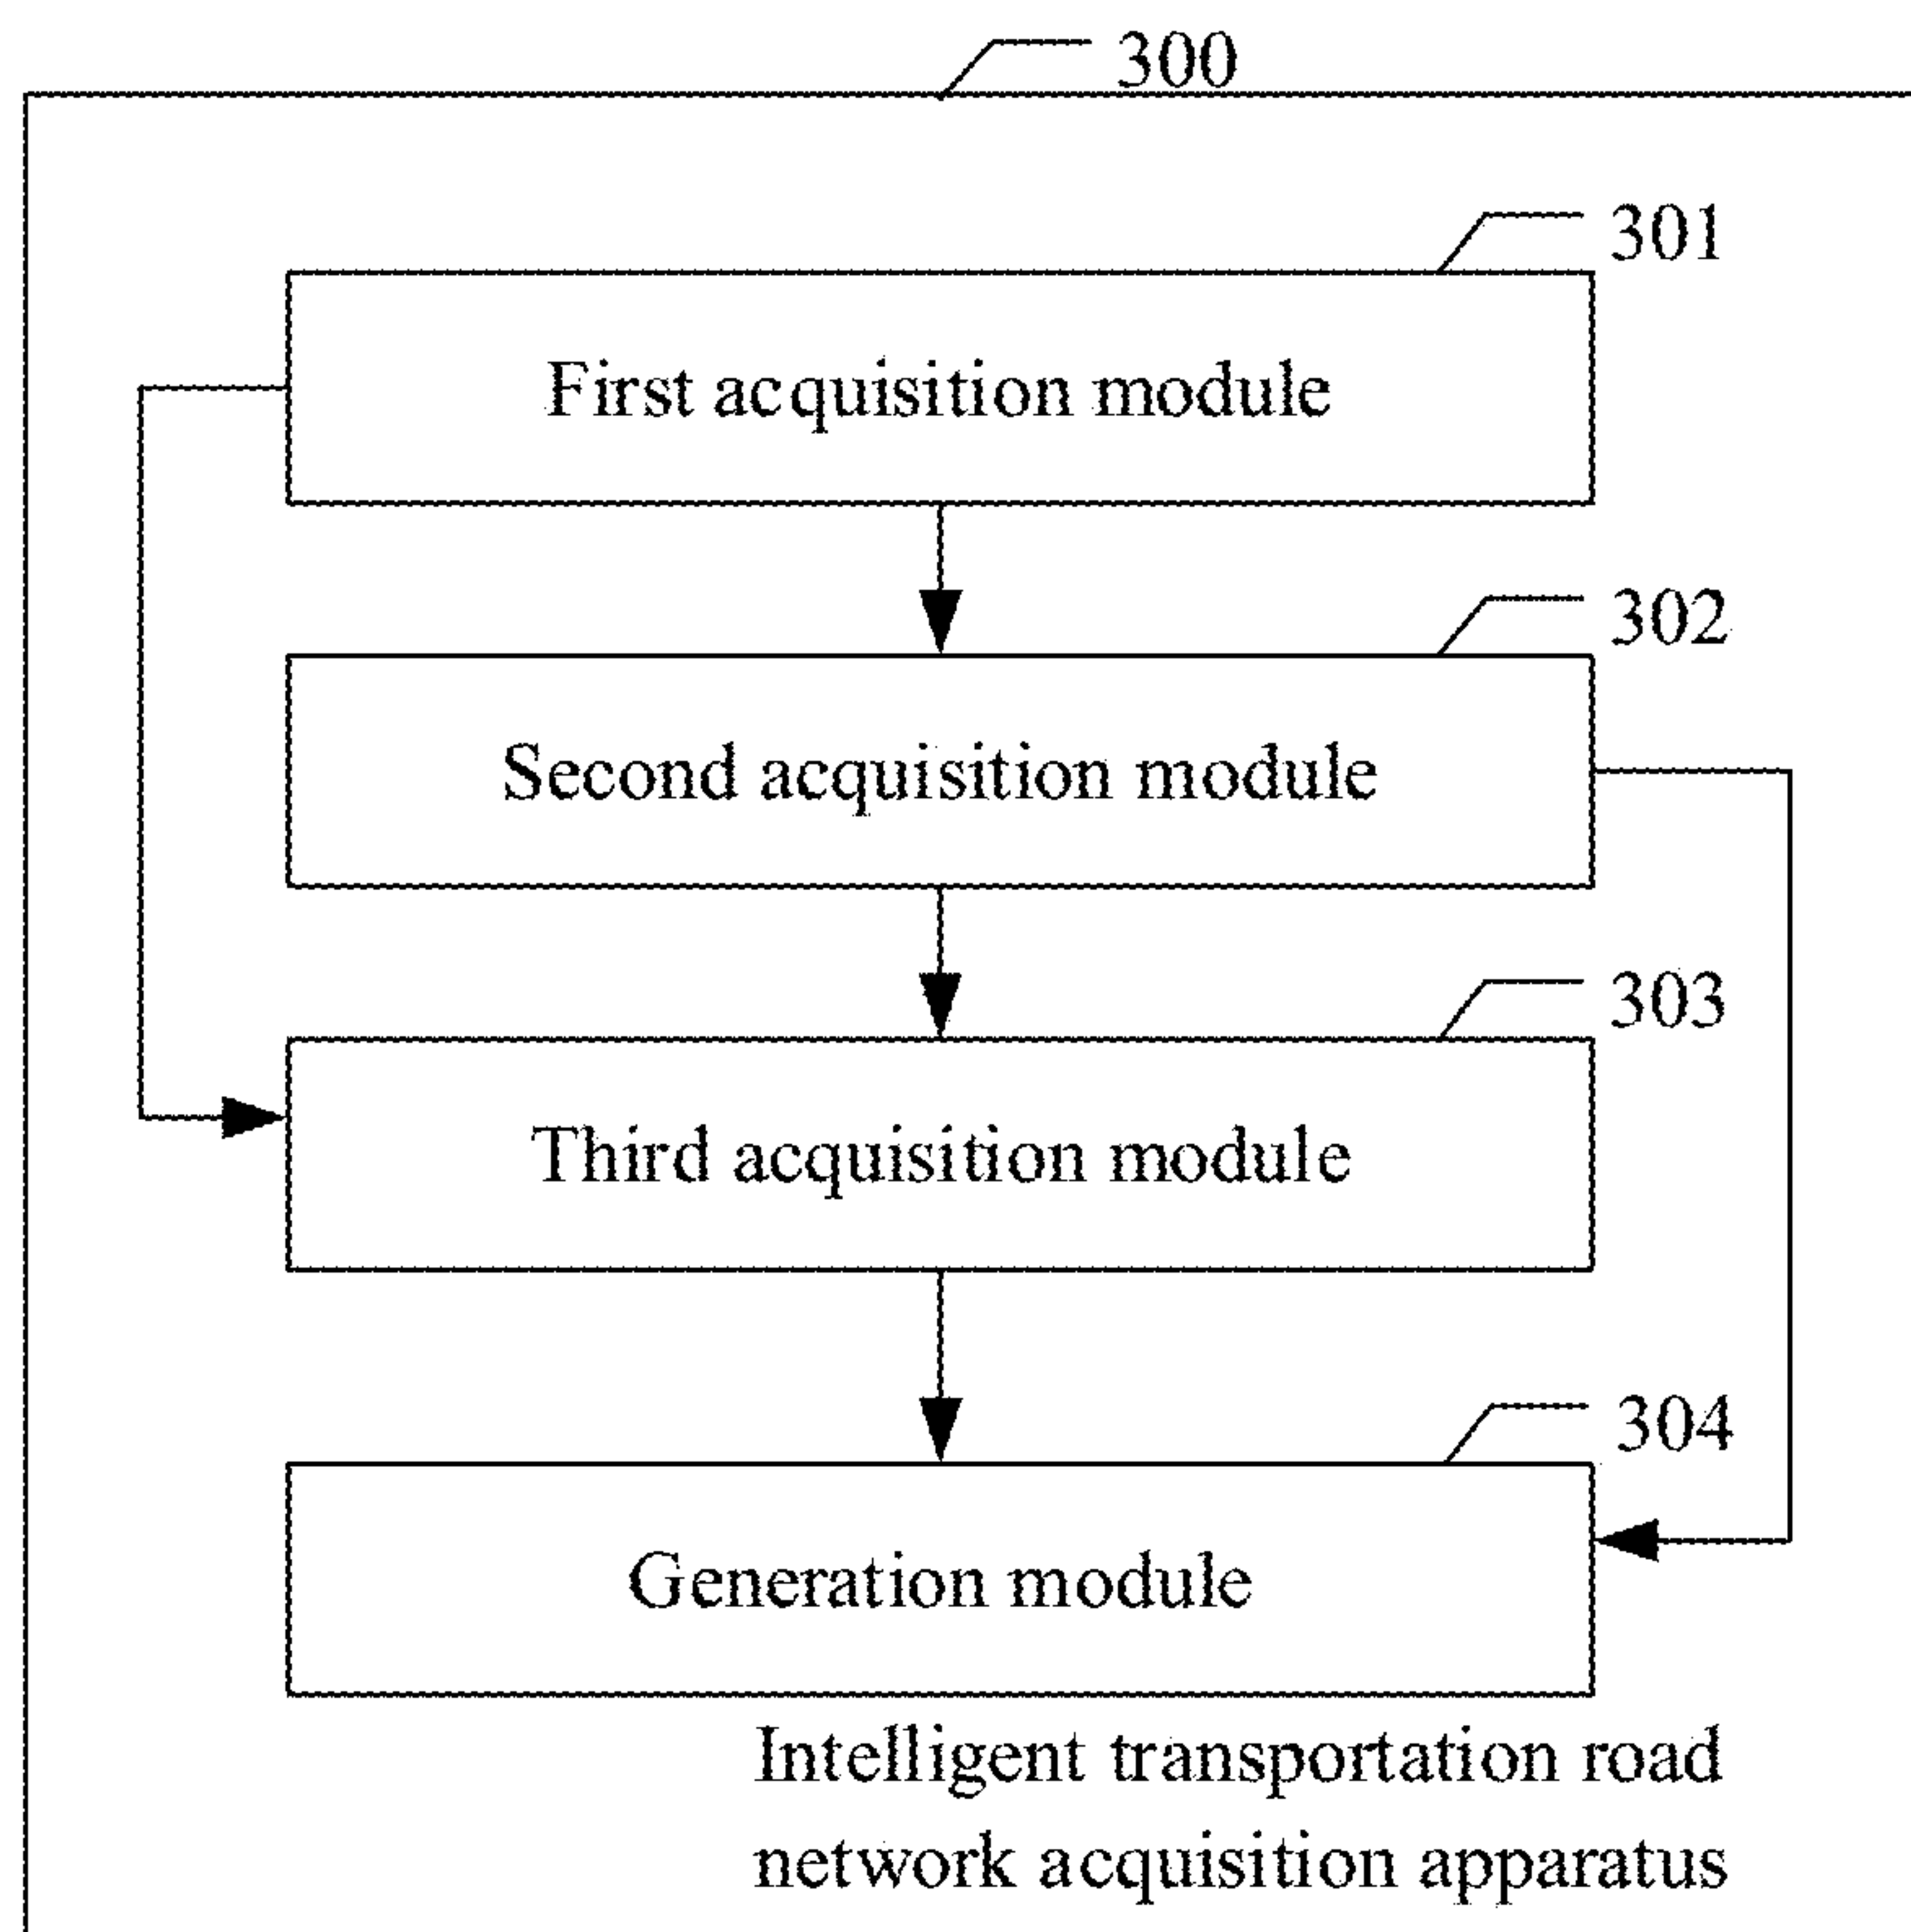 300
301
First acquisition module
302
Second acquisition module
303
Third acquisition module
304
Generation module
Intelligent transportation road
network acquisition apparatus